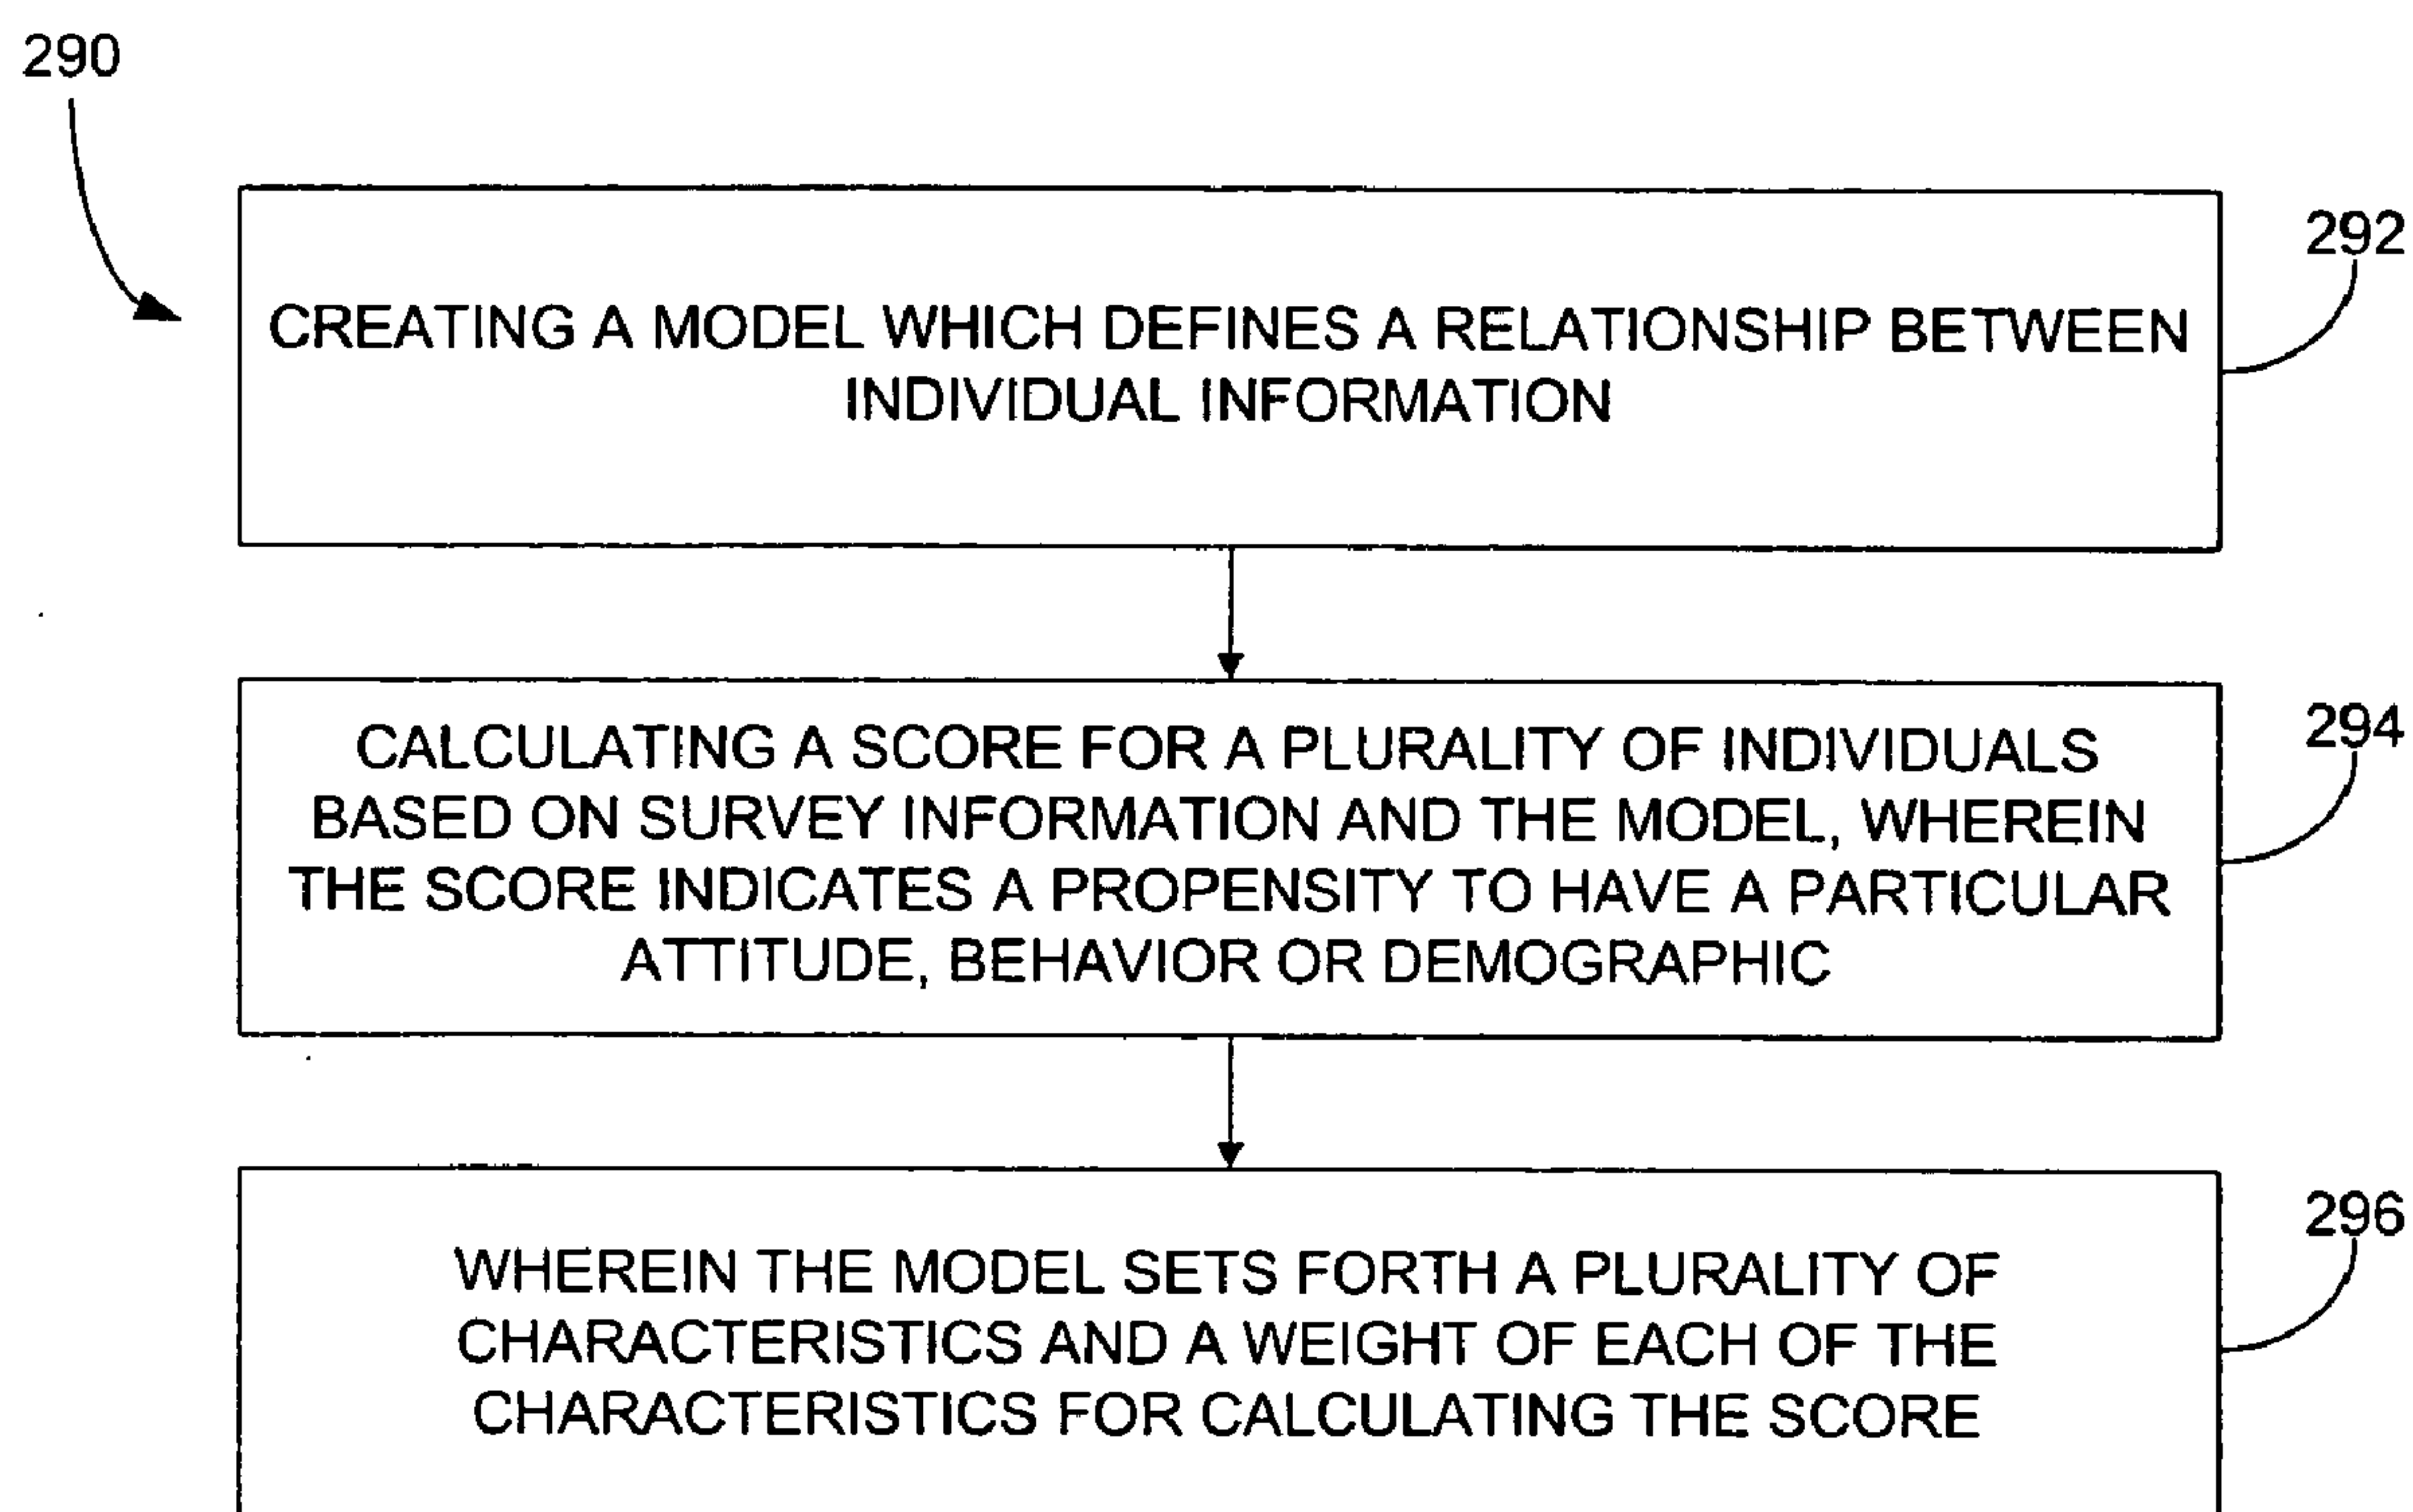 290
292
CREATING A MODEL WHICH DEFINES A RELATIONSHIP BETWEEN
INDIVIDUAL INFORMATION
294
CALCULATING A SCORE FOR A PLURALITY OF INDIVIDUALS
BASED ON SURVEY INFORMATION AND THE MODEL, WHEREIN
THE SCORE INDICATES A PROPENSITY TO HAVE A PARTICULAR
ATTITUDE, BEHAVIOR OR DEMOGRAPHIC
296
WHEREIN THE MODEL SETS FORTH A PLURALITY OF
CHARACTERISTICS AND A WEIGHT OF EACH OF THE
CHARACTERISTICS FOR CALCULATING THE SCORE